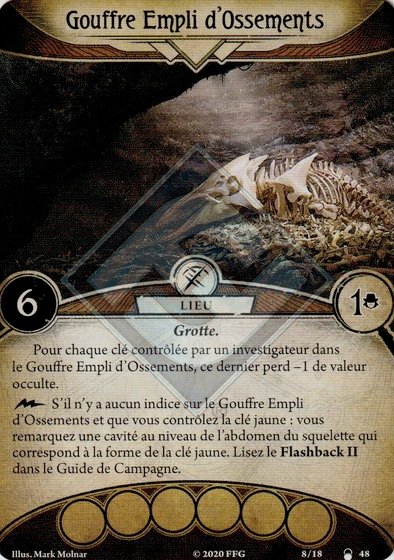 Gouffre Empli d'Ossements
6
LIEU
1
Grotte.
Pour chaque clé contrôlée par un investigateur dans
le Gouffre Empli d'Ossements, ce dernier perd –1 de valeur
occulte.
S'il n'y a aucun indice sur le Gouffre Empli
d'Ossements et que vous contrôlez la clé jaune : vous
remarquez une cavité au niveau de l'abdomen du squelette qui
correspond à la forme de la clé jaune. Lisez le Flashback II
dans le Guide de Campagne.
Illus. Mark Molnar © 2020 FFG 8/18 48